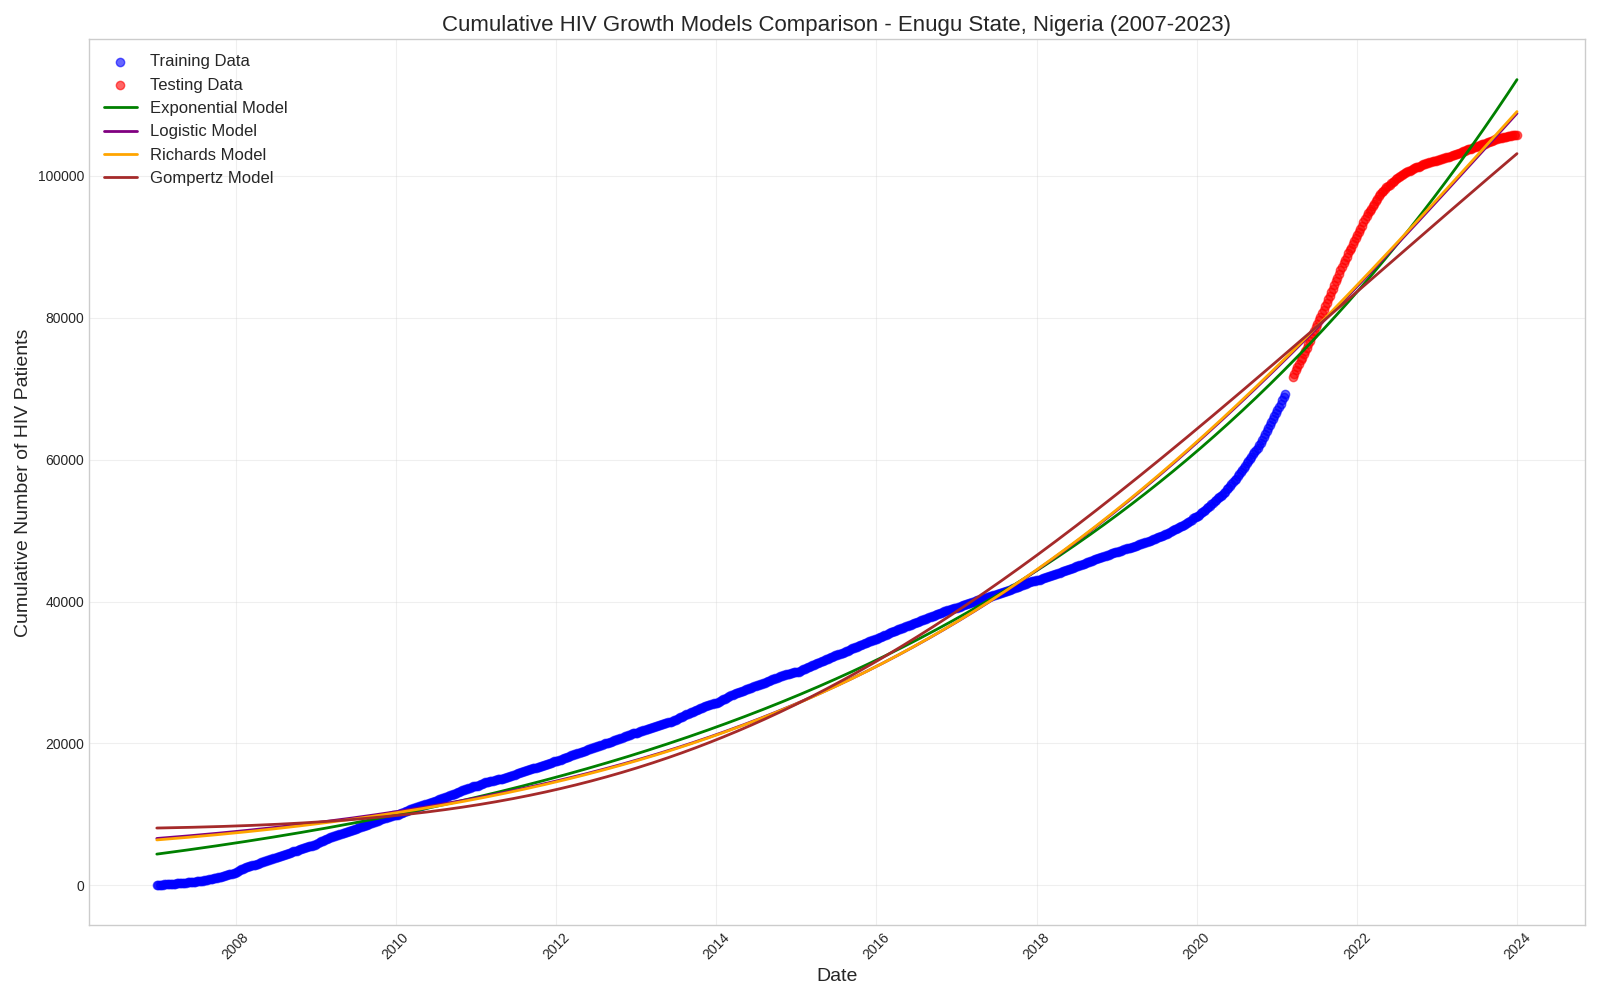 Cumulative HIV Growth Models Comparison - Enugu State, Nigeria (2007-2023)
Training Data
Testing Data
Exponential Model
Logistic Model
Richards Model
Gompertz Model
Cumulative Number of HIV Patients
100000
80000
60000
40000
20000
0
2008
2010
2012
2014
2016
2018
2020
2022
2024
Date